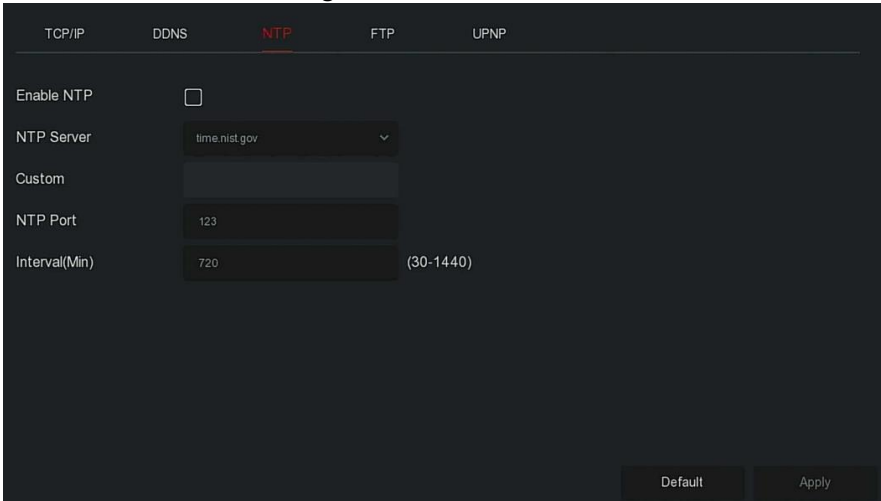 TCP/IP DDNS NTP FTP UPNP
Enable NTP
NTP Server time.nist.gov
Custom
NTP Port 123
Interval(Min) 720 (30-1440)
Default Apply